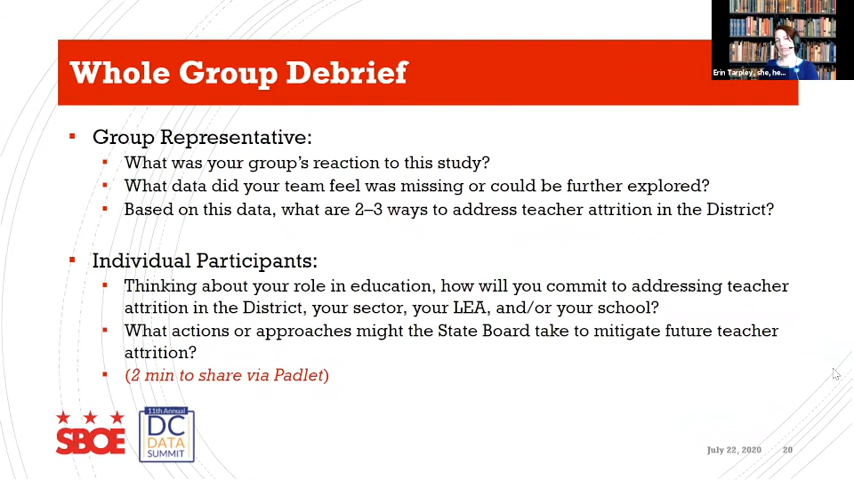 Erin Tarpley, she, he...
Whole Group Debrief
Group Representative:
What was your group's reaction to this study?
What data did your team feel was missing or could be further explored?
Based on this data, what are 2–3 ways to address teacher attrition in the District?
Individual Participants:
Thinking about your role in education, how will you commit to addressing teacher
attrition in the District, your sector, your LEA, and/or your school?
What actions or approaches might the State Board take to mitigate future teacher
attrition?
(2 min to share via Padlet)
SBOE
11th Annual
DC
DATA
SUMMIT
July 22, 2020 20